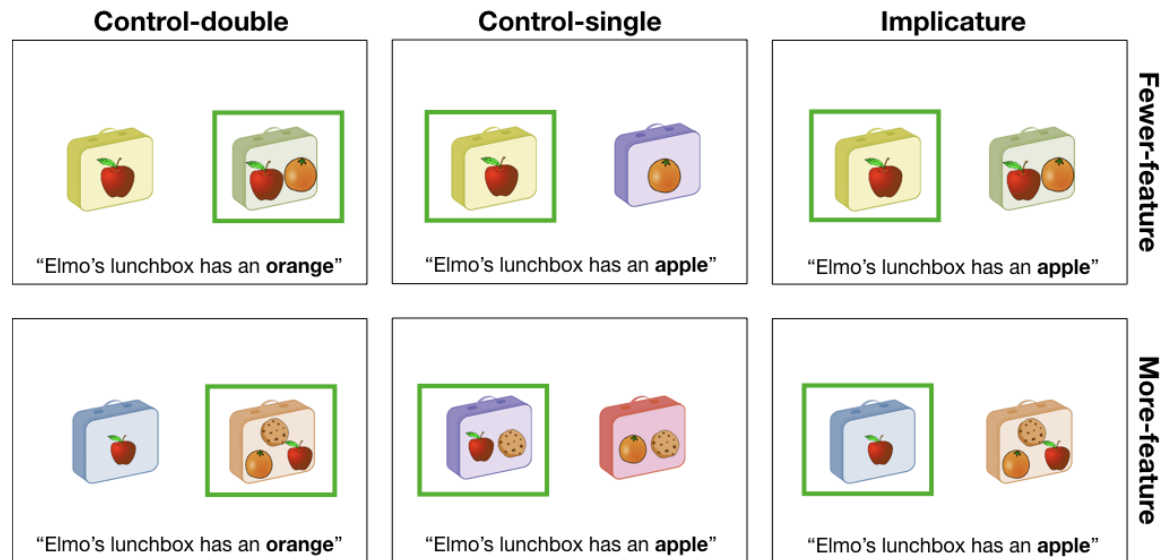 Control-double
Control-single
Implicature
“Elmo’s lunchbox has an orange”
“Elmo’s lunchbox has an apple”
“Elmo’s lunchbox has an apple”
Fewer-feature
“Elmo’s lunchbox has an orange”
“Elmo’s lunchbox has an apple”
“Elmo’s lunchbox has an apple”
More-feature